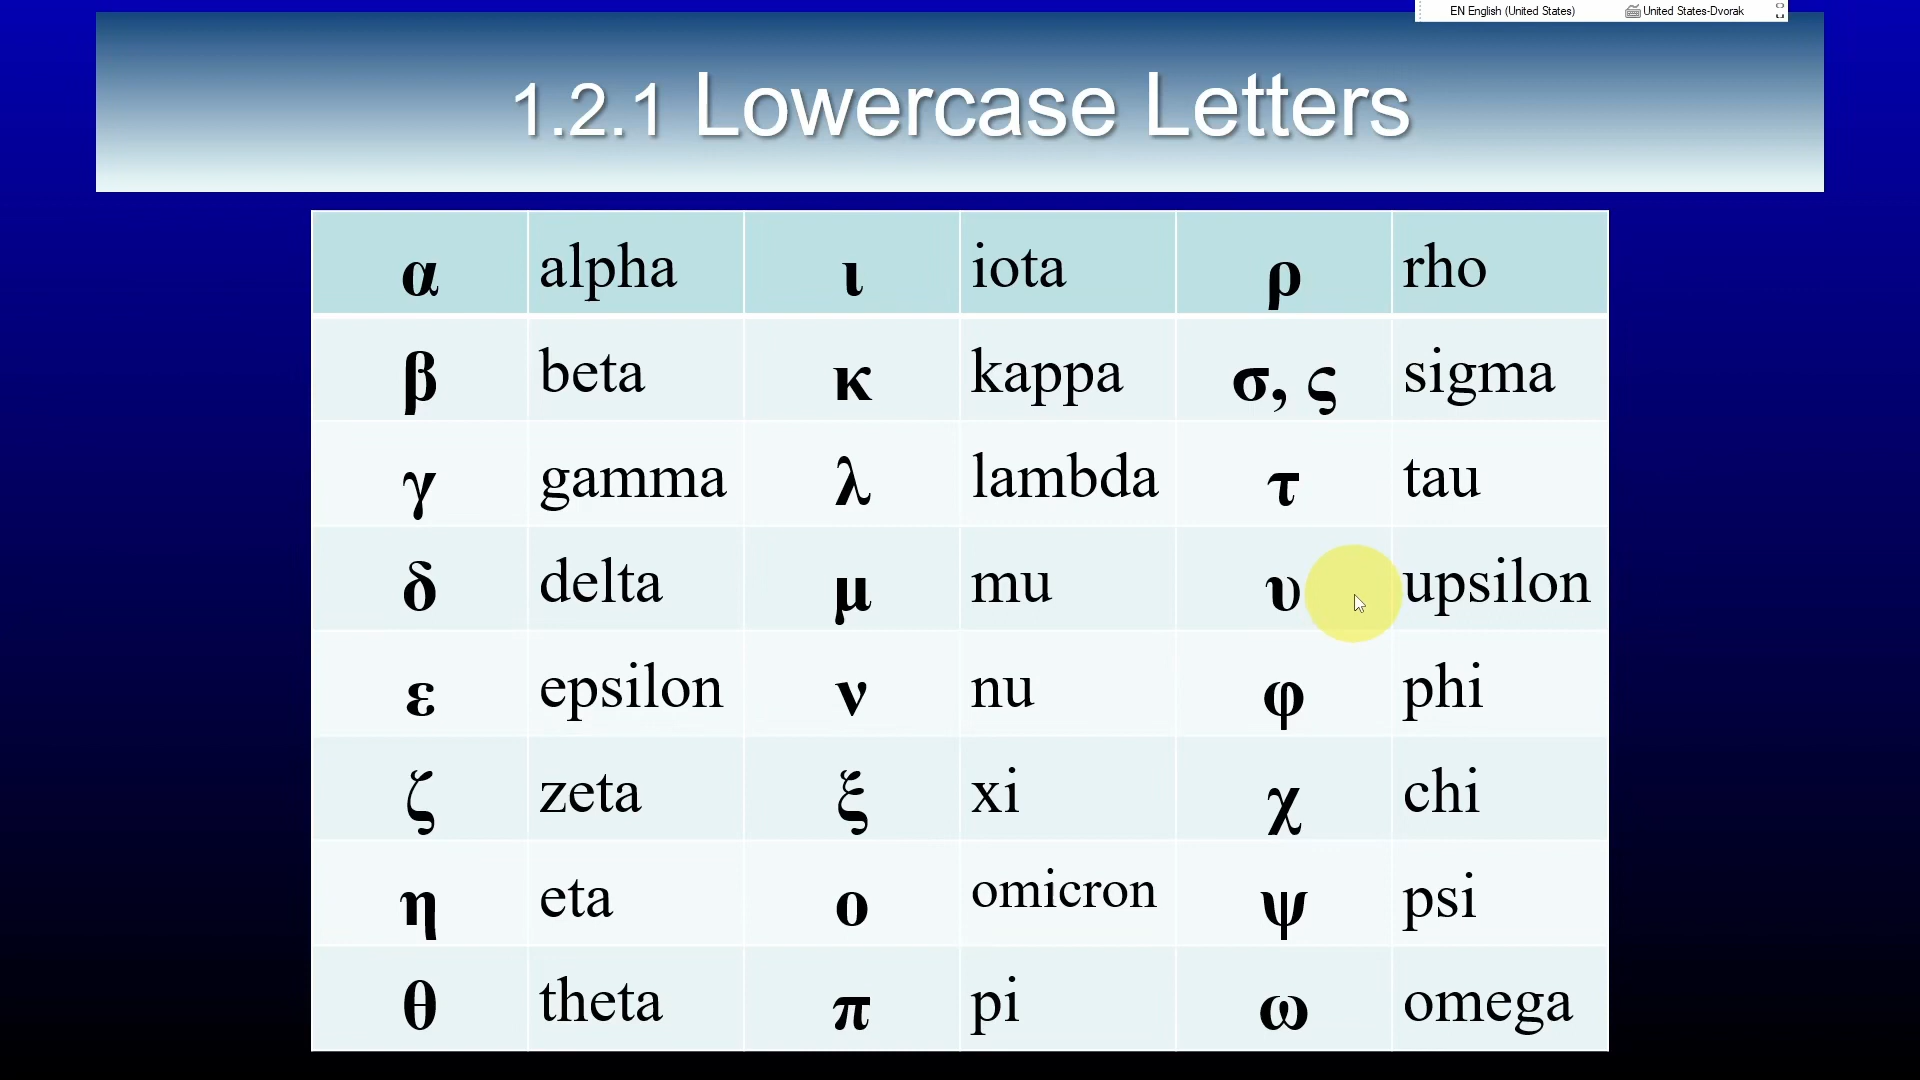 EN English (United States) United States-Dvorak
1.2.1 Lowercase Letters
α alpha ι iota ρ rho
β beta κ kappa σ, ς sigma
γ gamma λ lambda τ tau
δ delta μ mu υ upsilon
ε epsilon ν nu φ phi
ζ zeta ξ xi χ chi
η eta ο omicron ψ psi
θ theta π pi ω omega